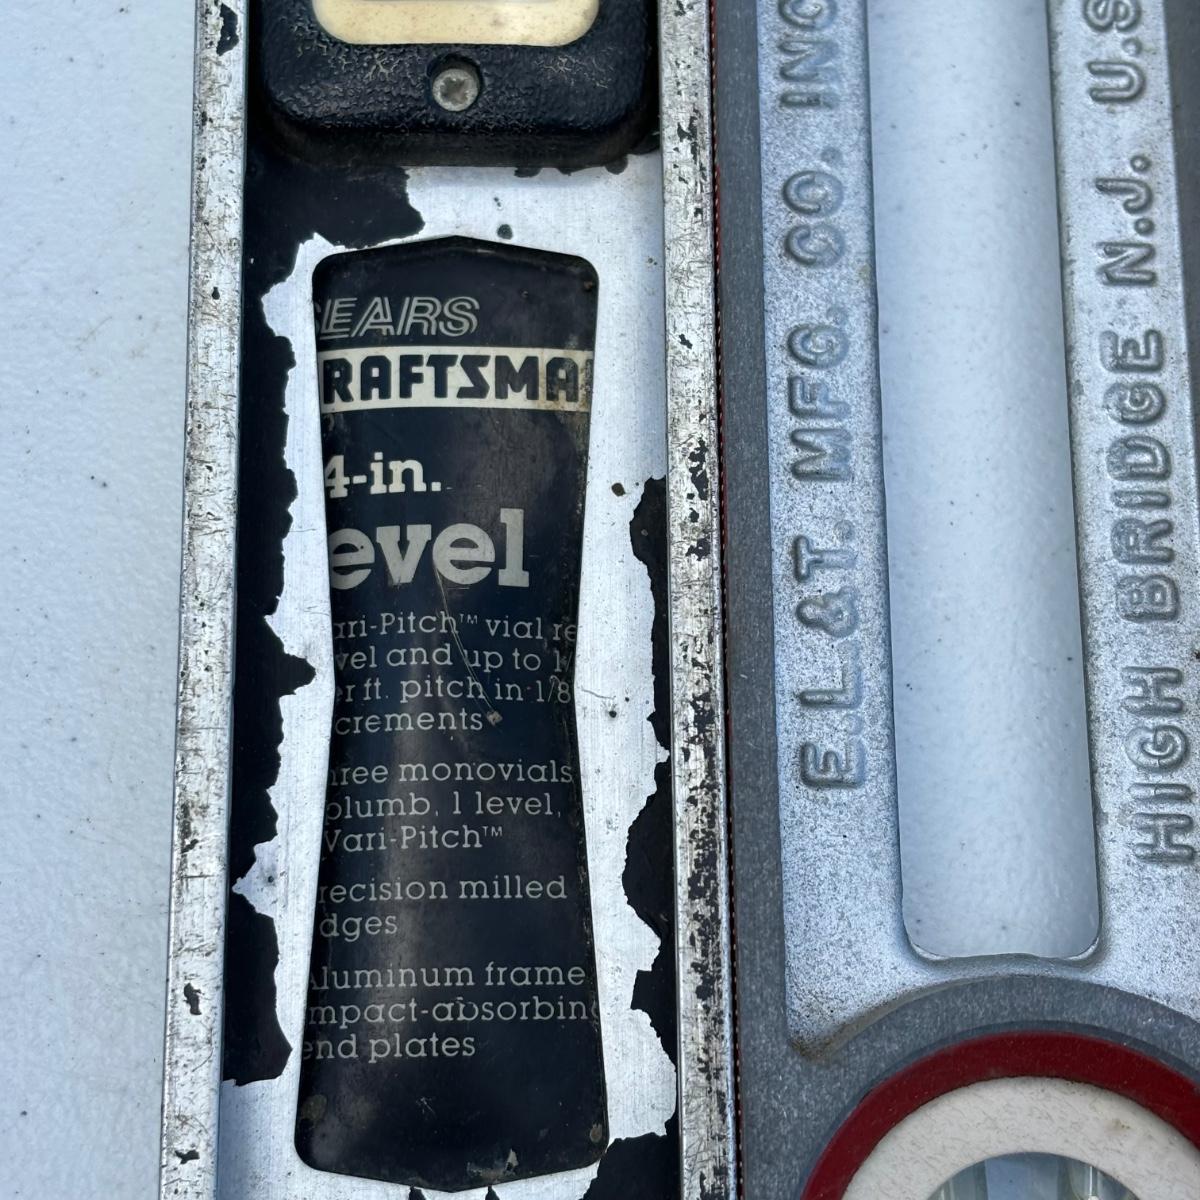 SEARS
RAFTSMA
4-in.
evel
ari-Pitch™ vial re
vel and up to 1/
er ft. pitch in 1/8
crements
hree monovials
plumb, 1 level,
Vari-Pitch™
recision milled
dges
Aluminum frame
mpact-absorbing
end plates
E.L.&T. MFG. CO. INC
HIGH BRIDGE N.J. U.S